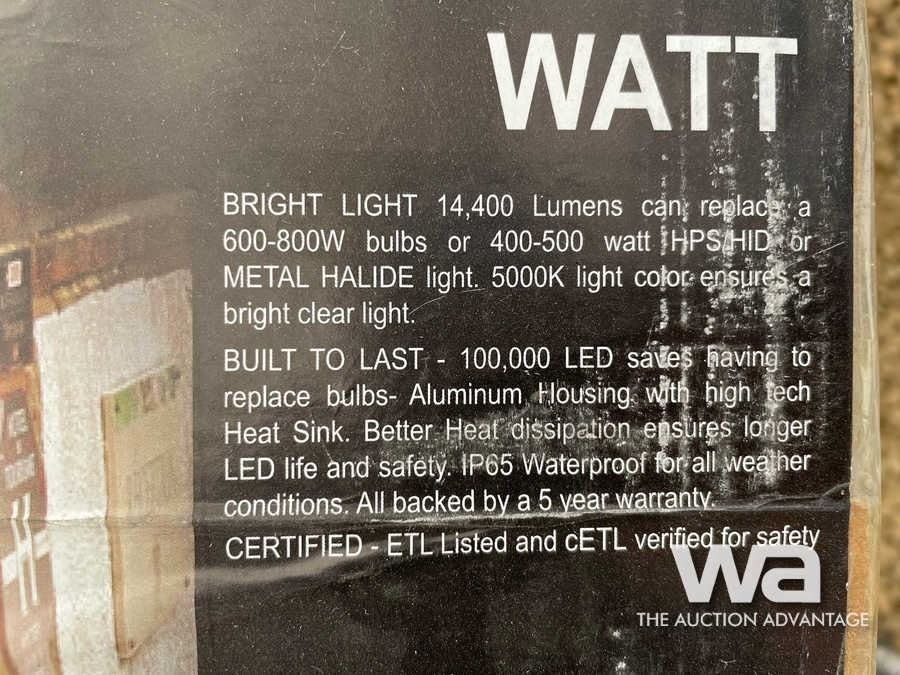 WATT
BRIGHT LIGHT 14,400 Lumens can replace a
600-800W bulbs or 400-500 watt HPS/HID or
METAL HALIDE light. 5000K light color ensures a
bright clear light.
BUILT TO LAST - 100,000 LED saves having to
replace bulbs- Aluminum Housing with high tech
Heat Sink. Better Heat dissipation ensures longer
LED life and safety. IP65 Waterproof for all weather
conditions. All backed by a 5 year warranty.
CERTIFIED - ETL Listed and cETL verified for safety
wa
THE AUCTION ADVANTAGE